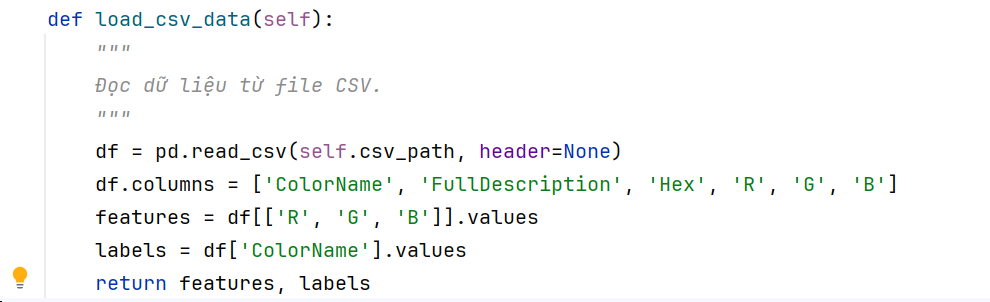 def load_csv_data(self):
    """
    Đọc dữ liệu từ file CSV.
    """
    df = pd.read_csv(self.csv_path, header=None)
    df.columns = ['ColorName', 'FullDescription', 'Hex', 'R', 'G', 'B']
    features = df[['R', 'G', 'B']].values
    labels = df['ColorName'].values
    return features, labels